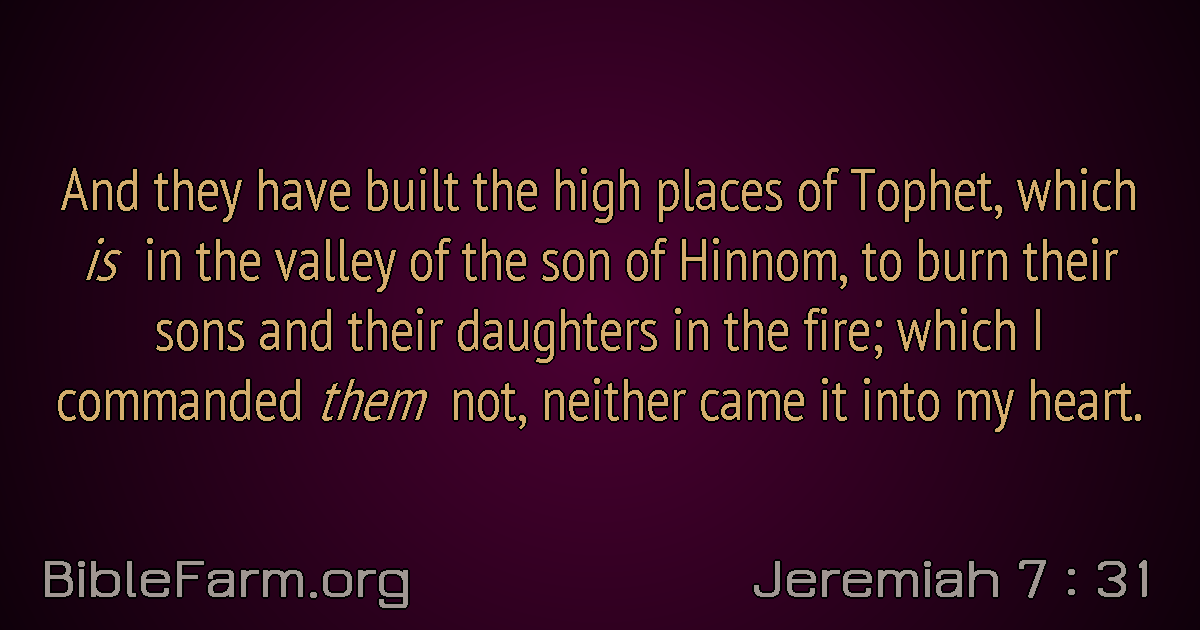 And they have built the high places of Tophet, which
is in the valley of the son of Hinnom, to burn their
sons and their daughters in the fire; which I
commanded them not, neither came it into my heart.
BibleFarm.org
Jeremiah 7 : 31